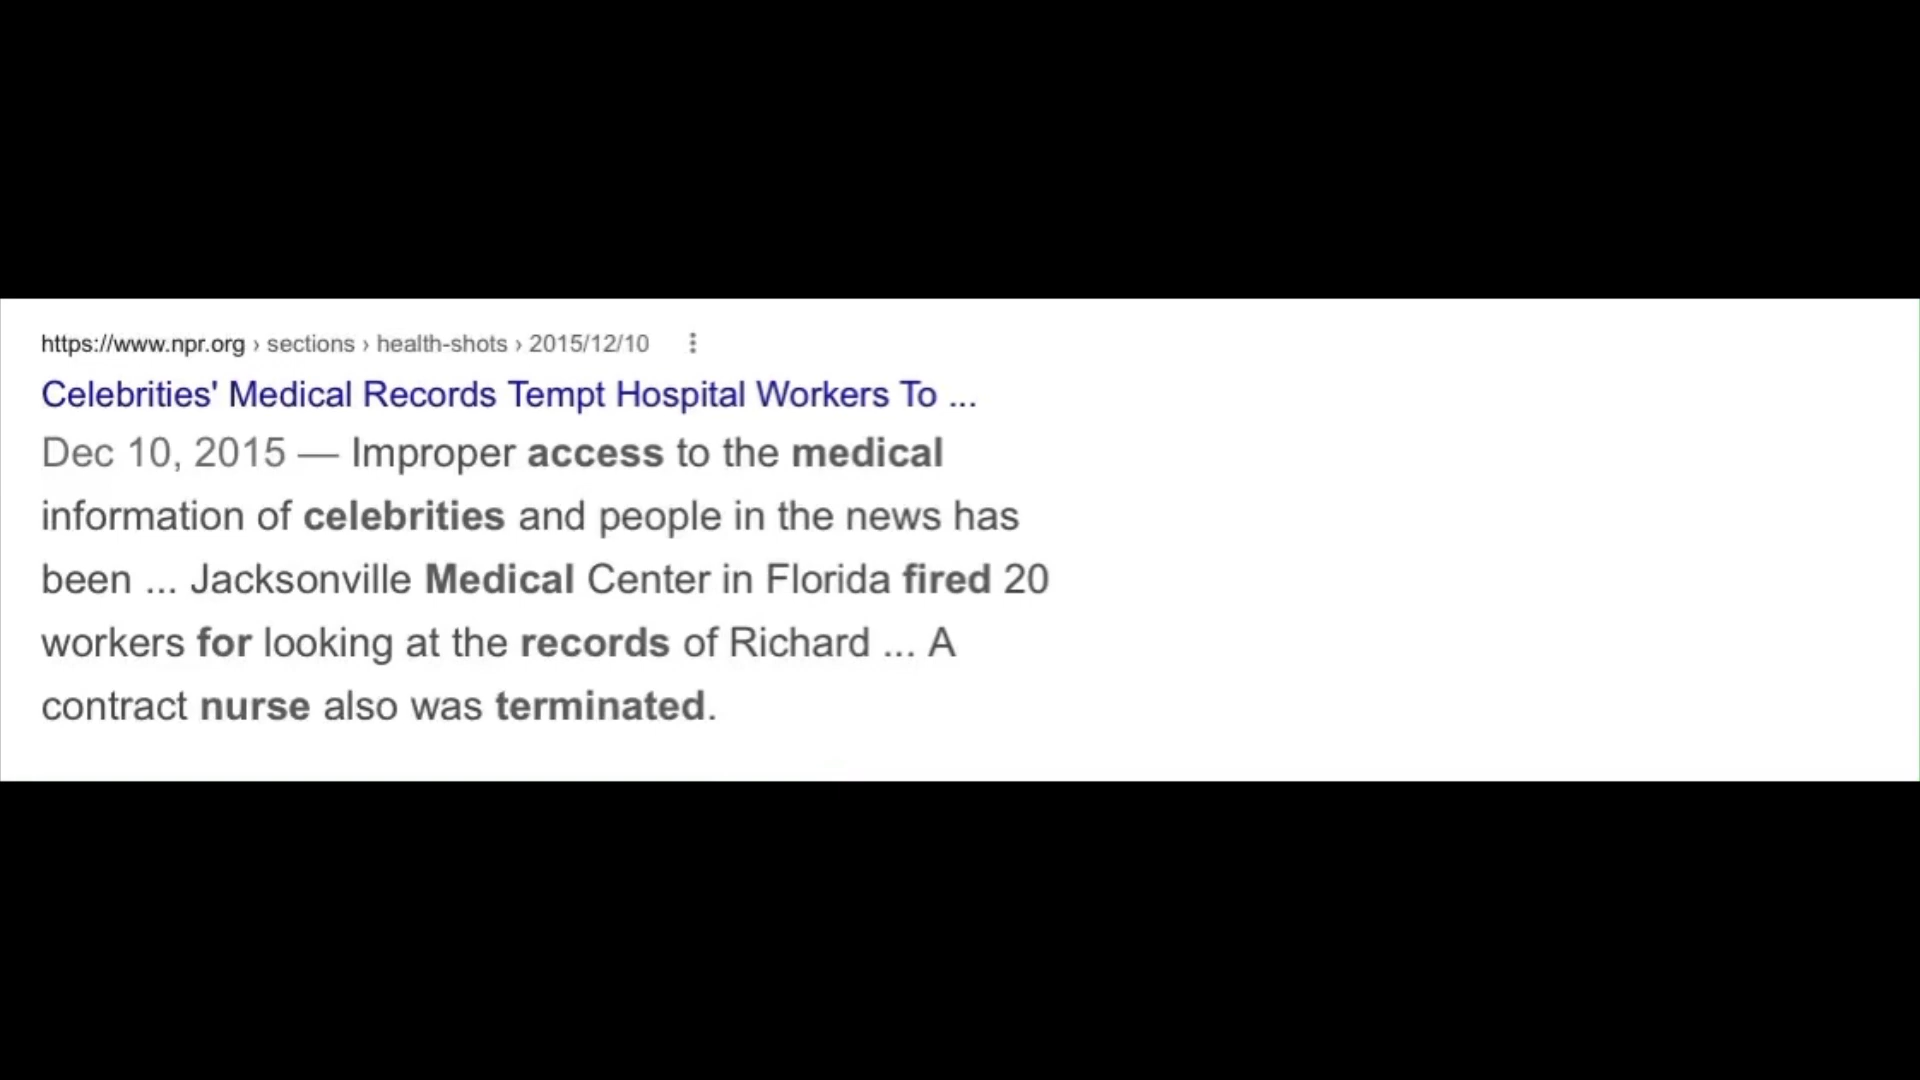 https://www.npr.org › sections › health-shots › 2015/12/10
Celebrities' Medical Records Tempt Hospital Workers To ...
Dec 10, 2015 — Improper access to the medical
information of celebrities and people in the news has
been ... Jacksonville Medical Center in Florida fired 20
workers for looking at the records of Richard ... A
contract nurse also was terminated.